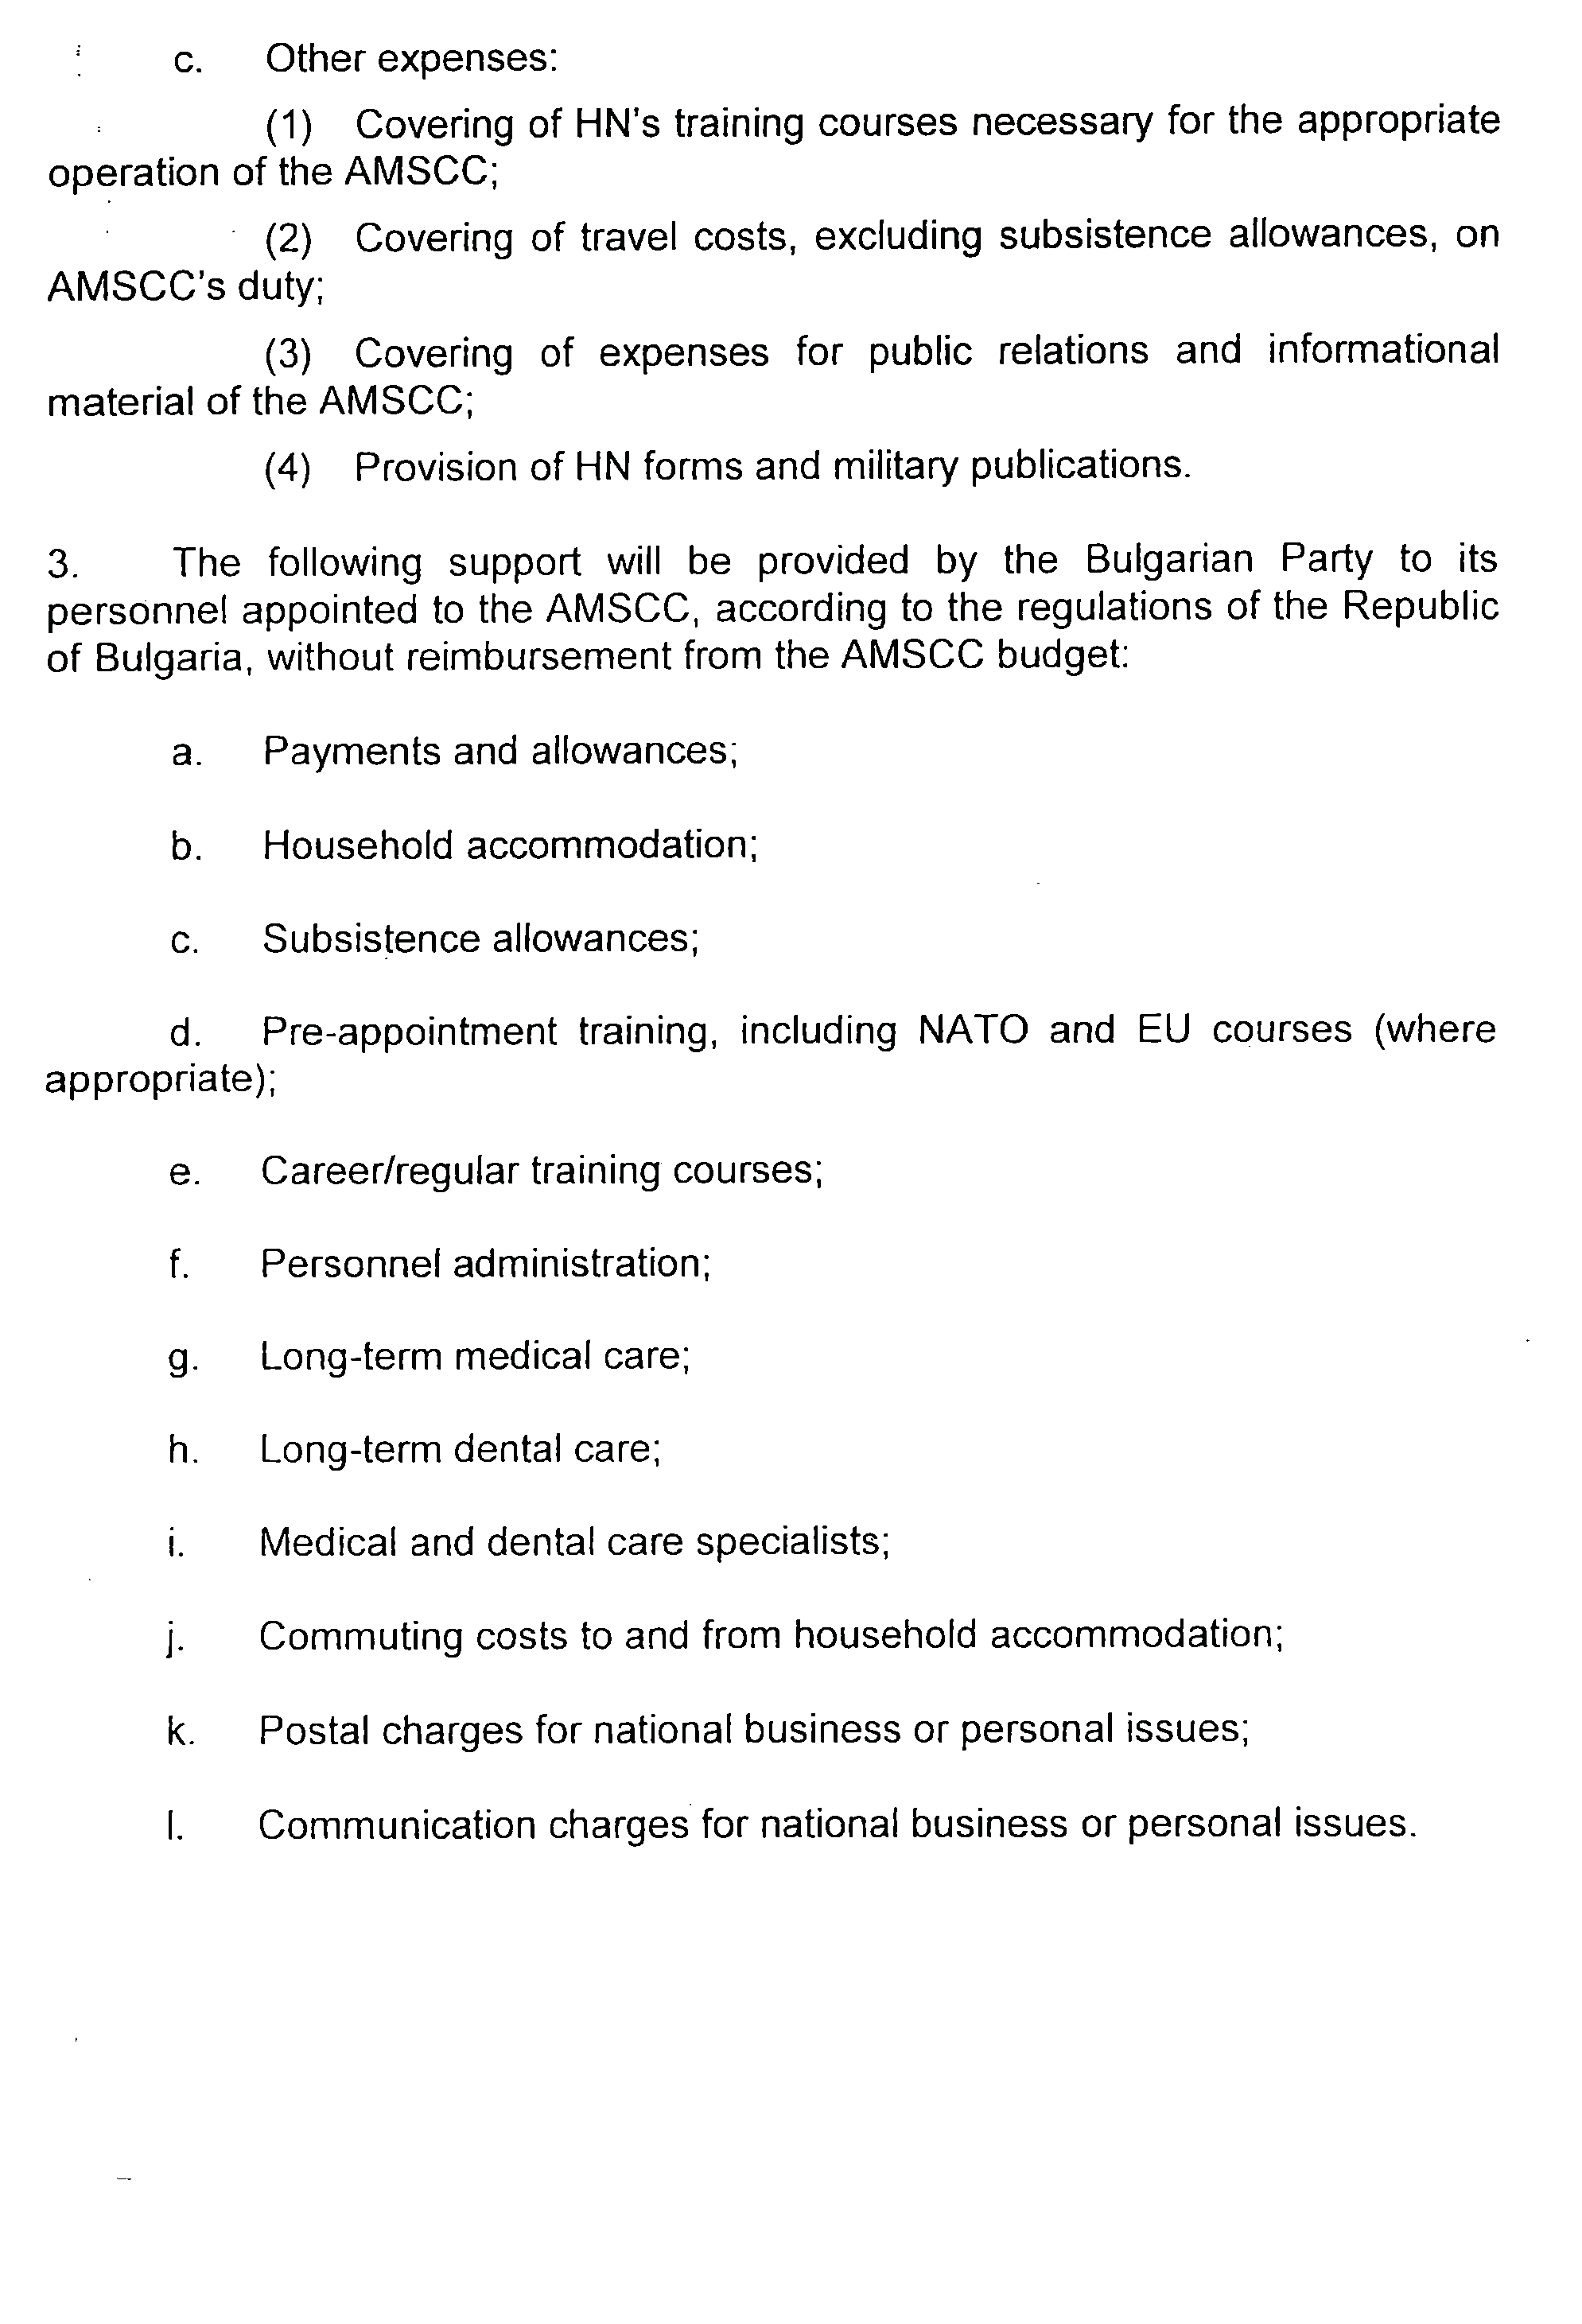 c. Other expenses:
(1) Covering of HN's training courses necessary for the appropriate
operation of the AMSCC;
(2) Covering of travel costs, excluding subsistence allowances, on
AMSCC's duty;
(3) Covering of expenses for public relations and informational
material of the AMSCC;
(4) Provision of HN forms and military publications.
3. The following support will be provided by the Bulgarian Party to its
personnel appointed to the AMSCC, according to the regulations of the Republic
of Bulgaria, without reimbursement from the AMSCC budget:
a. Payments and allowances;
b. Household accommodation;
c. Subsistence allowances;
d. Pre-appointment training, including NATO and EU courses (where
appropriate);
e. Career/regular training courses;
f. Personnel administration;
g. Long-term medical care;
h. Long-term dental care;
i. Medical and dental care specialists;
j. Commuting costs to and from household accommodation;
k. Postal charges for national business or personal issues;
l. Communication charges for national business or personal issues.